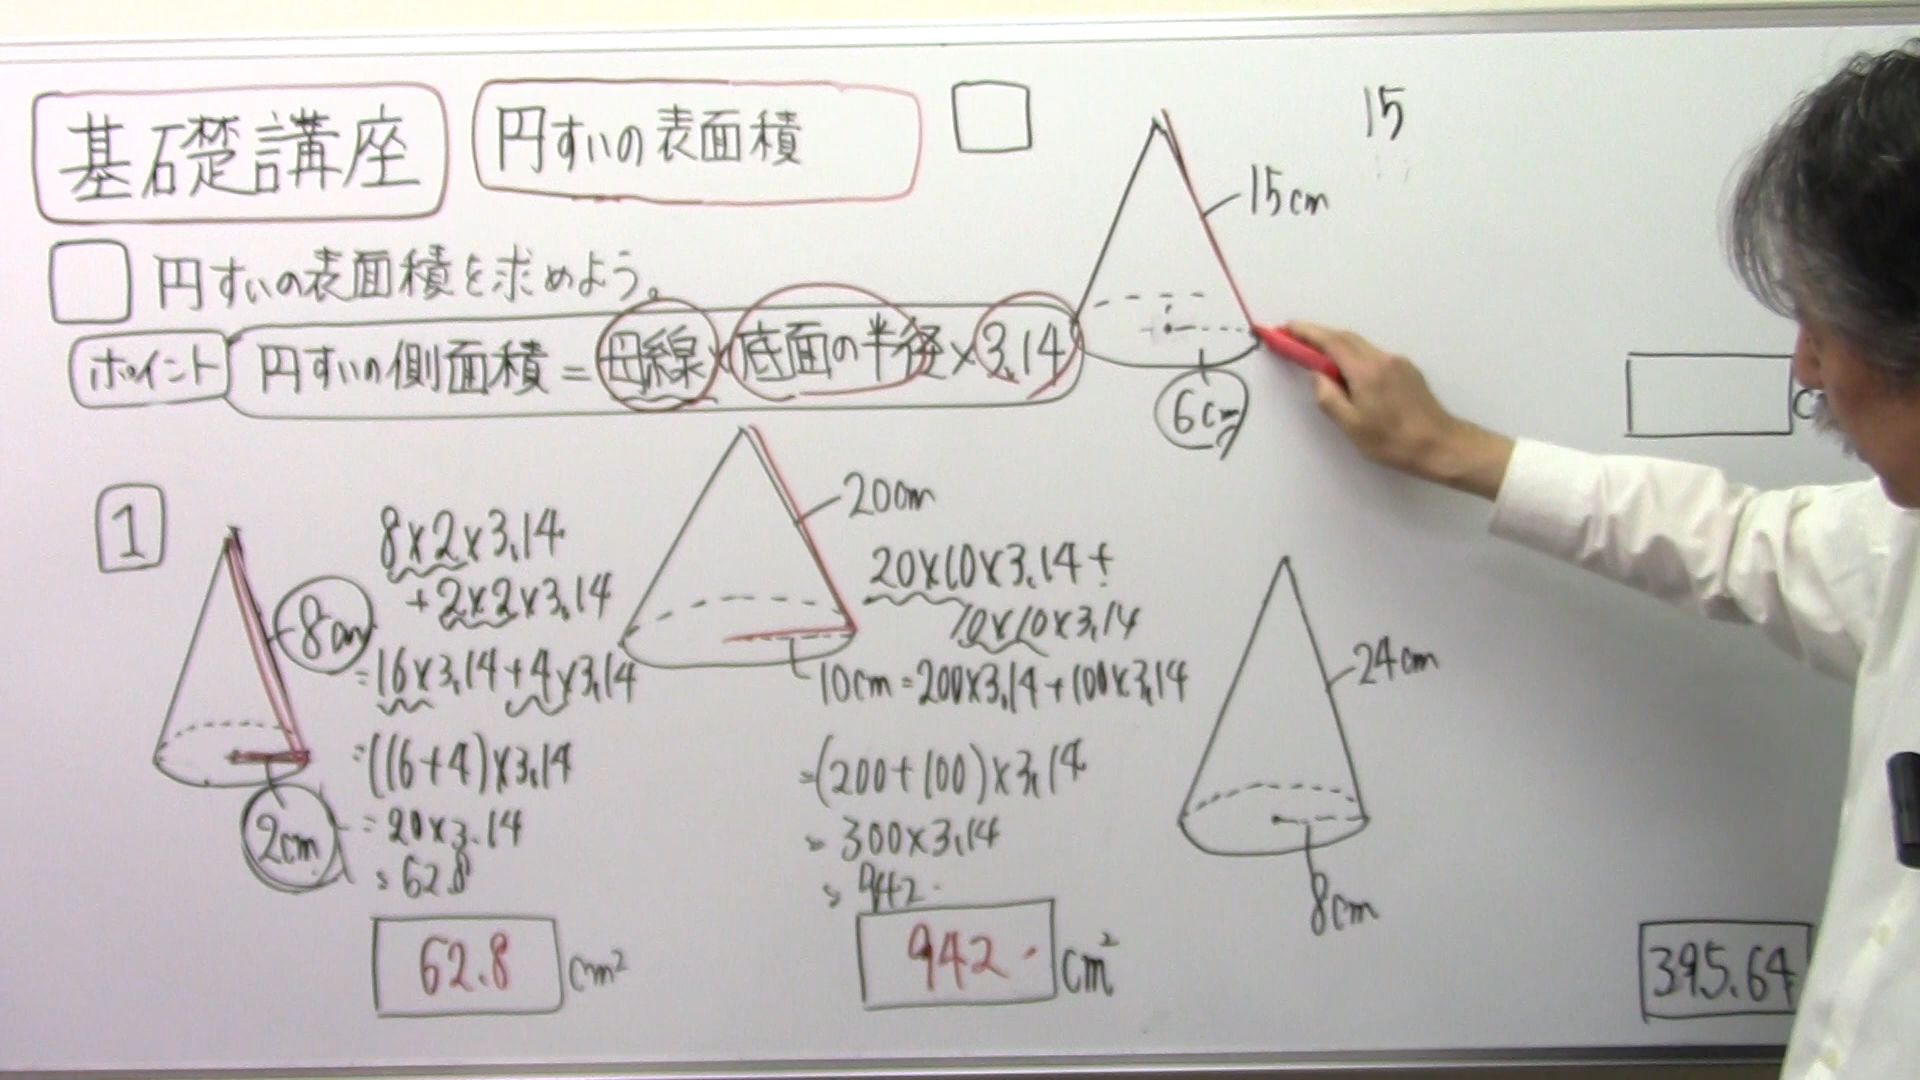 基礎講座
円すいの表面積
円すいの表面積を求めよう。
ポイント 円すいの側面積=母線×底面の半径×3.14
15
15cm
6cm
1
8cm
2cm
8×2×3.14
+2×2×3.14
=16×3.14+4×3.14
=(16+4)×3.14
=20×3.14
=62.8
62.8 cm²
20cm
10cm
20×10×3.14+
10×10×3.14
=200×3.14+100×3.14
=(200+100)×3.14
=300×3.14
=942
942 cm²
24cm
8cm
395.64